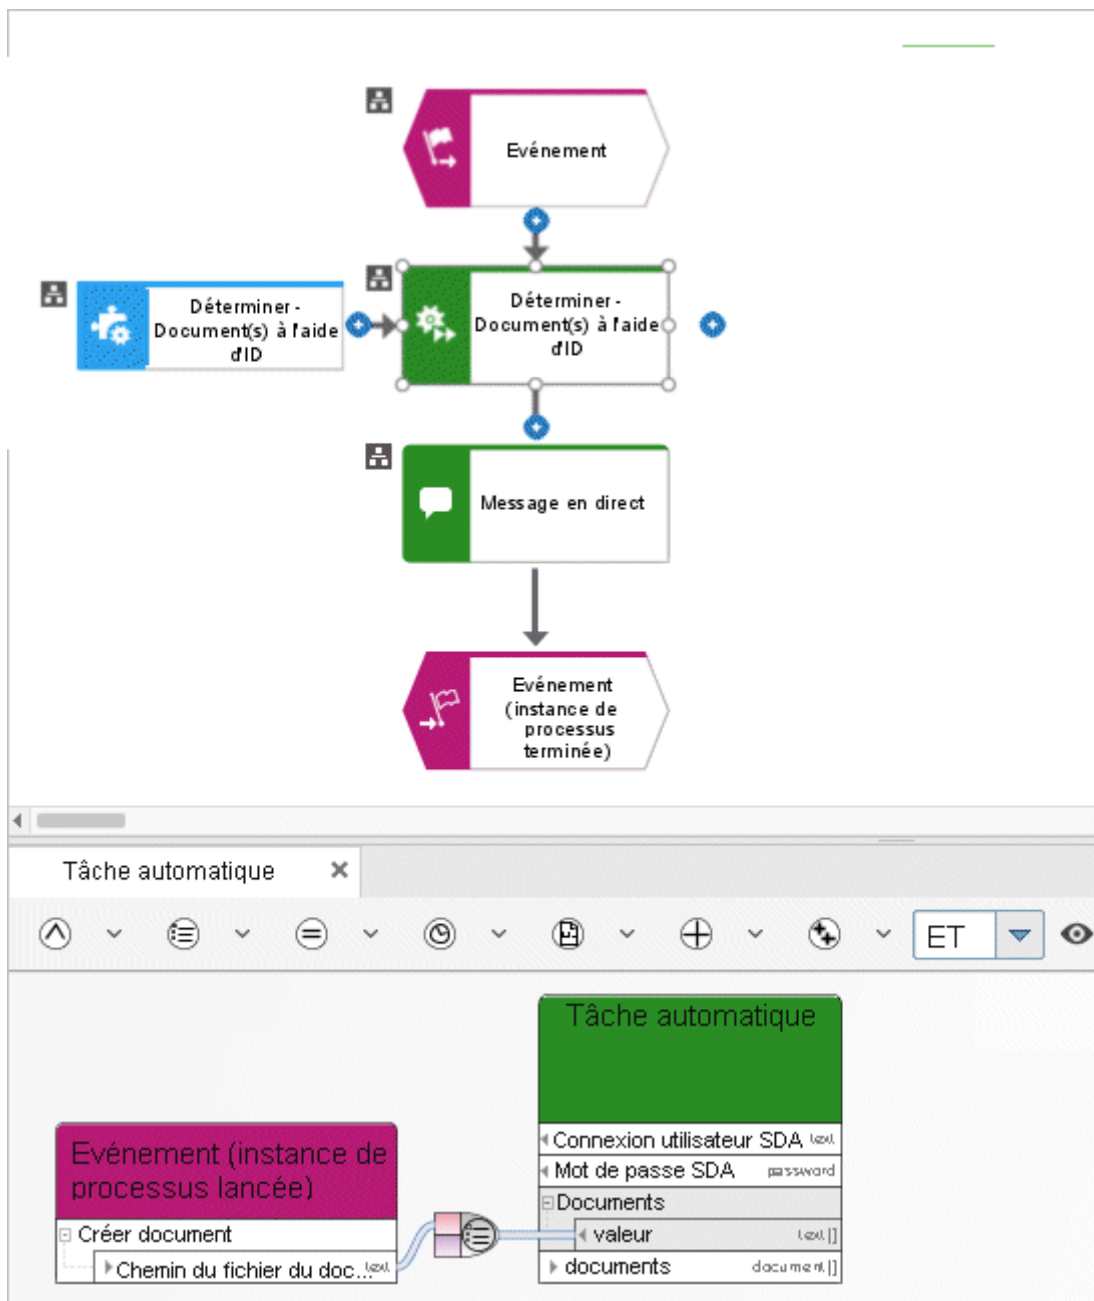 Evénement
Déterminer -
Document(s) à l'aide
d'ID
Déterminer -
Document(s) à l'aide
d'ID
Message en direct
Evénement
(instance de
processus
terminée)
Tâche automatique
ET
Tâche automatique
Connexion utilisateur SDA text
Mot de passe SDA password
Documents
valeur text[]
documents document[]
Evénement (instance de
processus lancée)
Créer document
Chemin du fichier du doc... text